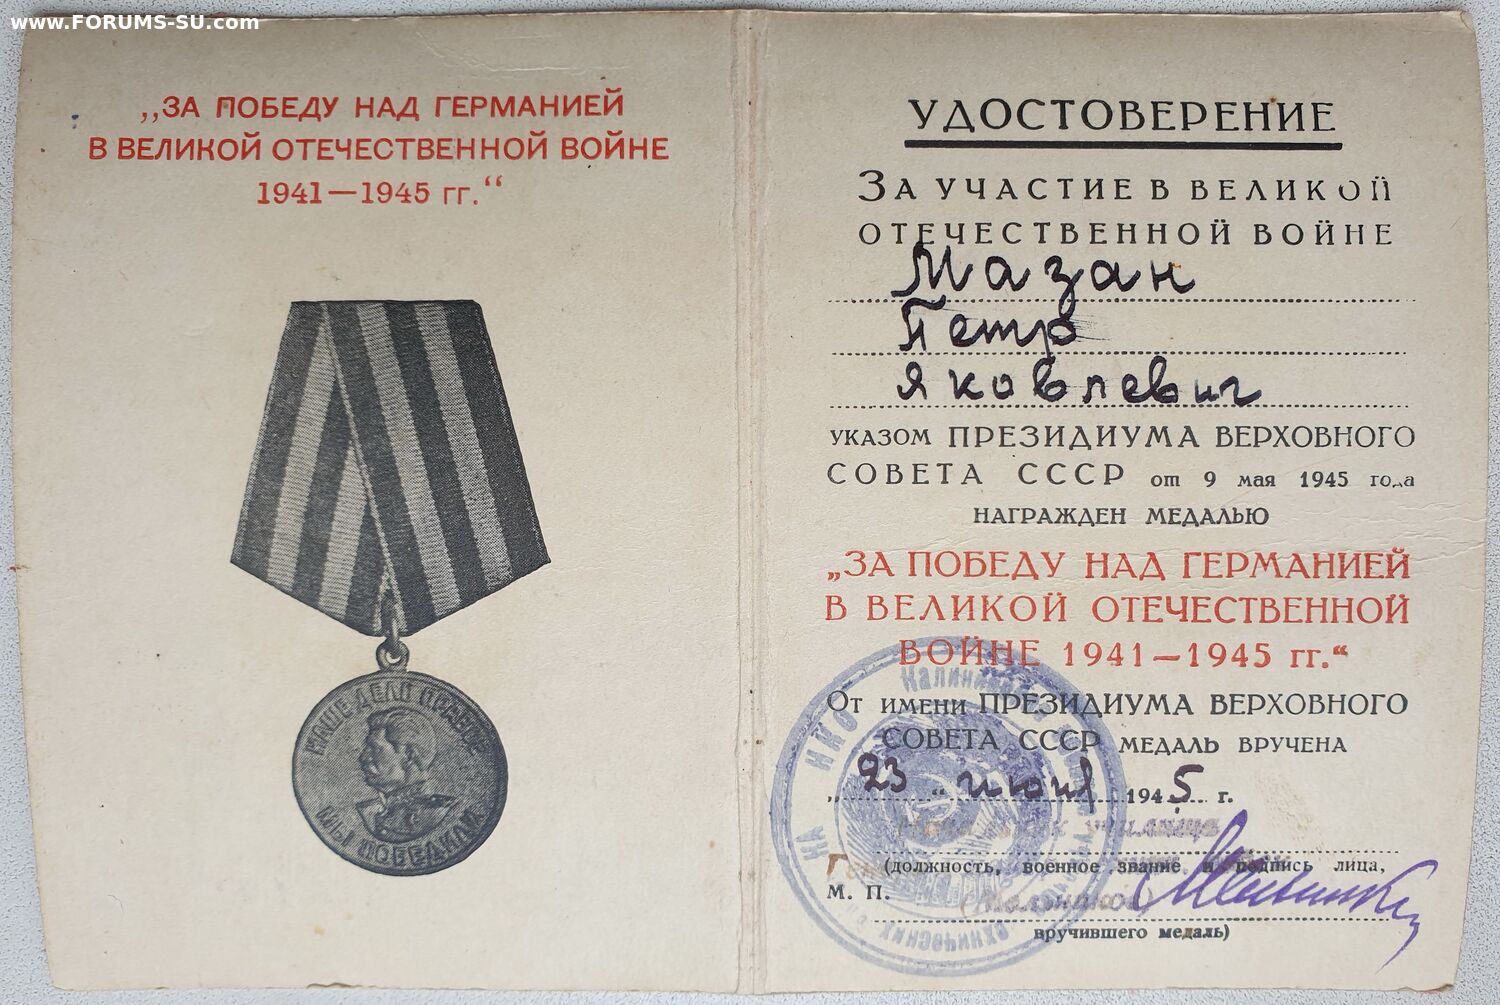 www.FORUMS-SU.com
„ЗА ПОБЕДУ НАД ГЕРМАНИЕЙ
В ВЕЛИКОЙ ОТЕЧЕСТВЕННОЙ ВОЙНЕ
1941—1945 гг.“
НАШЕ ДЕЛО ПРАВОЕ
МЫ ПОБЕДИЛИ
УДОСТОВЕРЕНИЕ
ЗА УЧАСТИЕ В ВЕЛИКОЙ
ОТЕЧЕСТВЕННОЙ ВОЙНЕ
Мазан
Петр
Яковлевич
УКАЗОМ ПРЕЗИДИУМА ВЕРХОВНОГО
СОВЕТА СССР от 9 мая 1945 года
НАГРАЖДЕН МЕДАЛЬЮ
„ЗА ПОБЕДУ НАД ГЕРМАНИЕЙ
В ВЕЛИКОЙ ОТЕЧЕСТВЕННОЙ
ВОЙНЕ 1941—1945 гг.“
ОТ ИМЕНИ ПРЕЗИДИУМА ВЕРХОВНОГО
СОВЕТА СССР МЕДАЛЬ ВРУЧЕНА
„23“ июня 1945 г.
училища
(должность, военное звание и подпись лица,
М. П.
вручившего медаль)